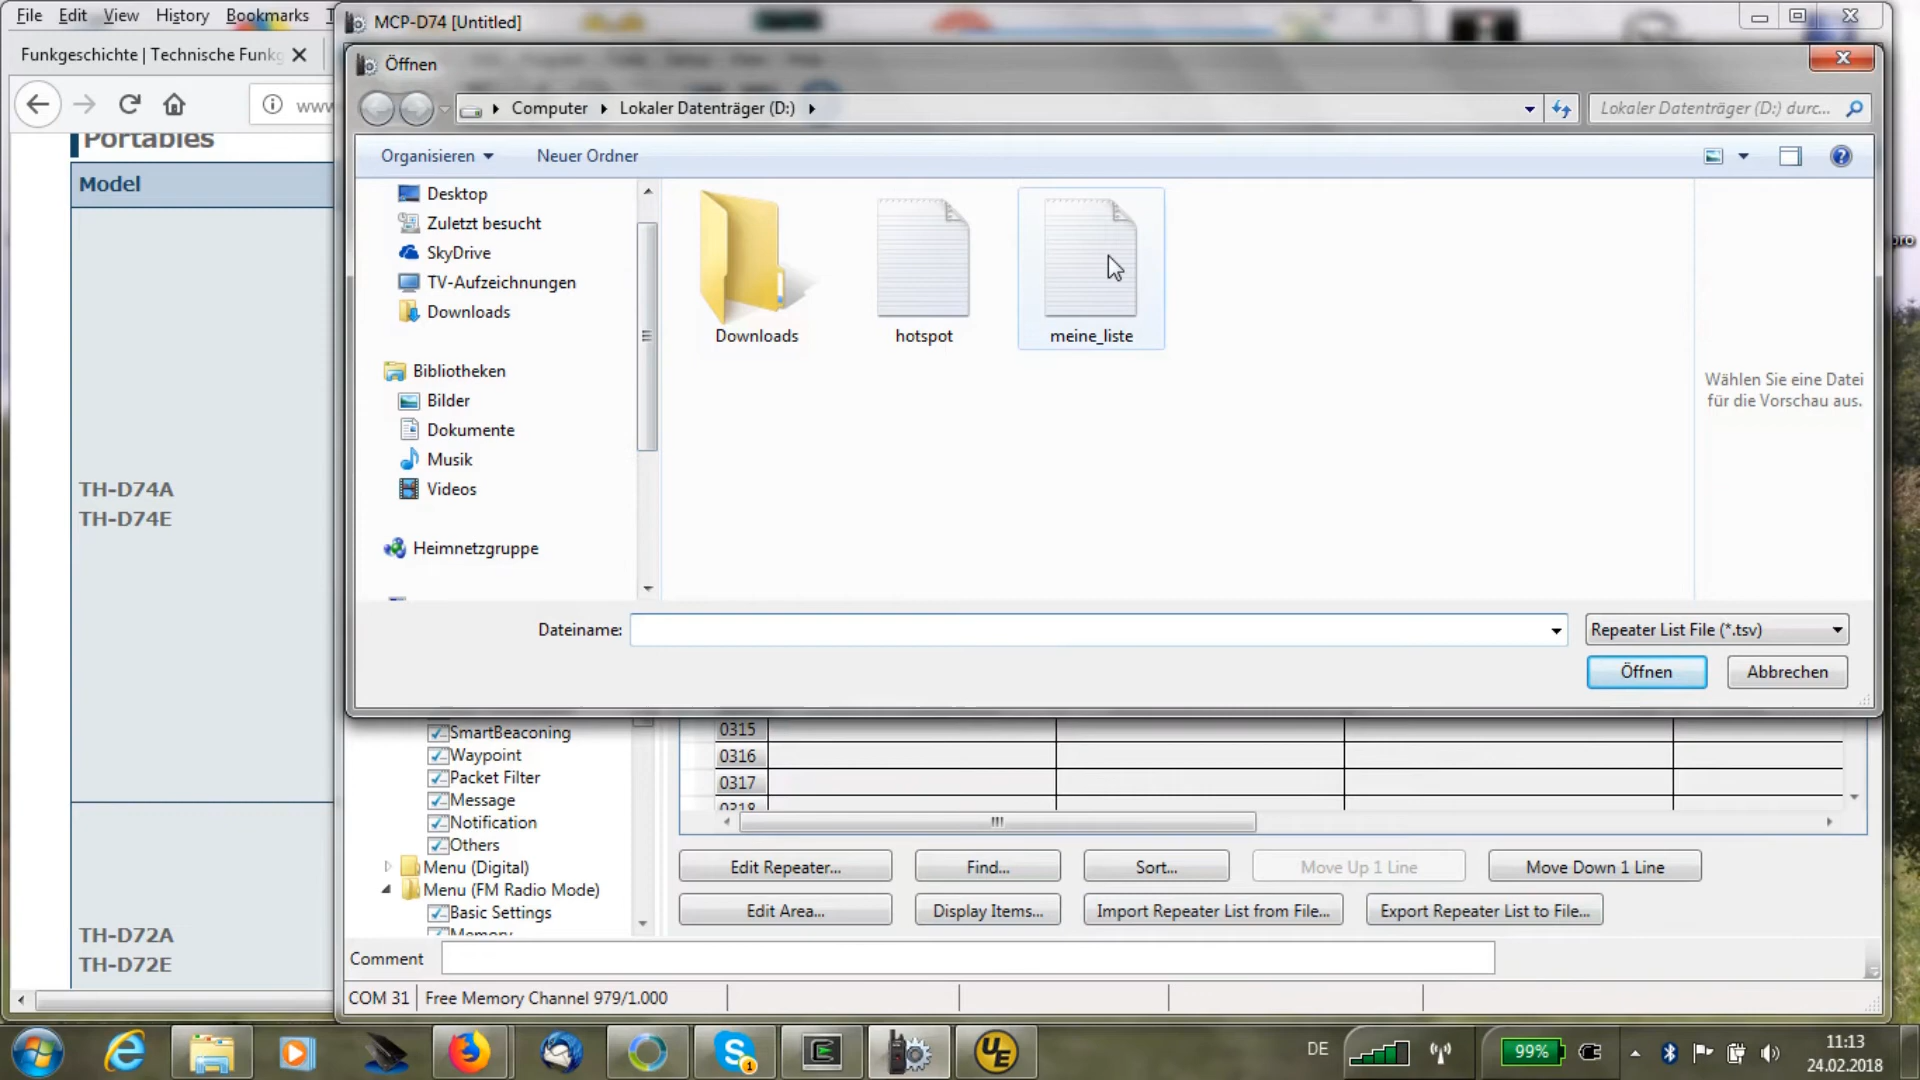 File Edit View History Bookmarks
MCP-D74 [Untitled]
Funkgeschichte | Technische Funkg
Öffnen
www
Computer
Lokaler Datenträger (D:)
Lokaler Datenträger (D:) durc...
Portables
Organisieren
Neuer Ordner
Model
Desktop
Zuletzt besucht
SkyDrive
TV-Aufzeichnungen
Downloads
Bibliotheken
Bilder
Dokumente
Musik
Videos
Heimnetzgruppe
Downloads
hotspot
meine_liste
Wählen Sie eine Datei
für die Vorschau aus.
TH-D74A
TH-D74E
Dateiname:
Repeater List File (*.tsv)
Öffnen
Abbrechen
SmartBeaconing
Waypoint
Packet Filter
Message
Notification
Others
Menu (Digital)
Menu (FM Radio Mode)
Basic Settings
Memory
0315
0316
0317
0318
Edit Repeater...
Find...
Sort...
Move Up 1 Line
Move Down 1 Line
Edit Area...
Display Items...
Import Repeater List from File...
Export Repeater List to File...
TH-D72A
TH-D72E
Comment
COM 31
Free Memory Channel 979/1.000
DE
99%
11:13
24.02.2018